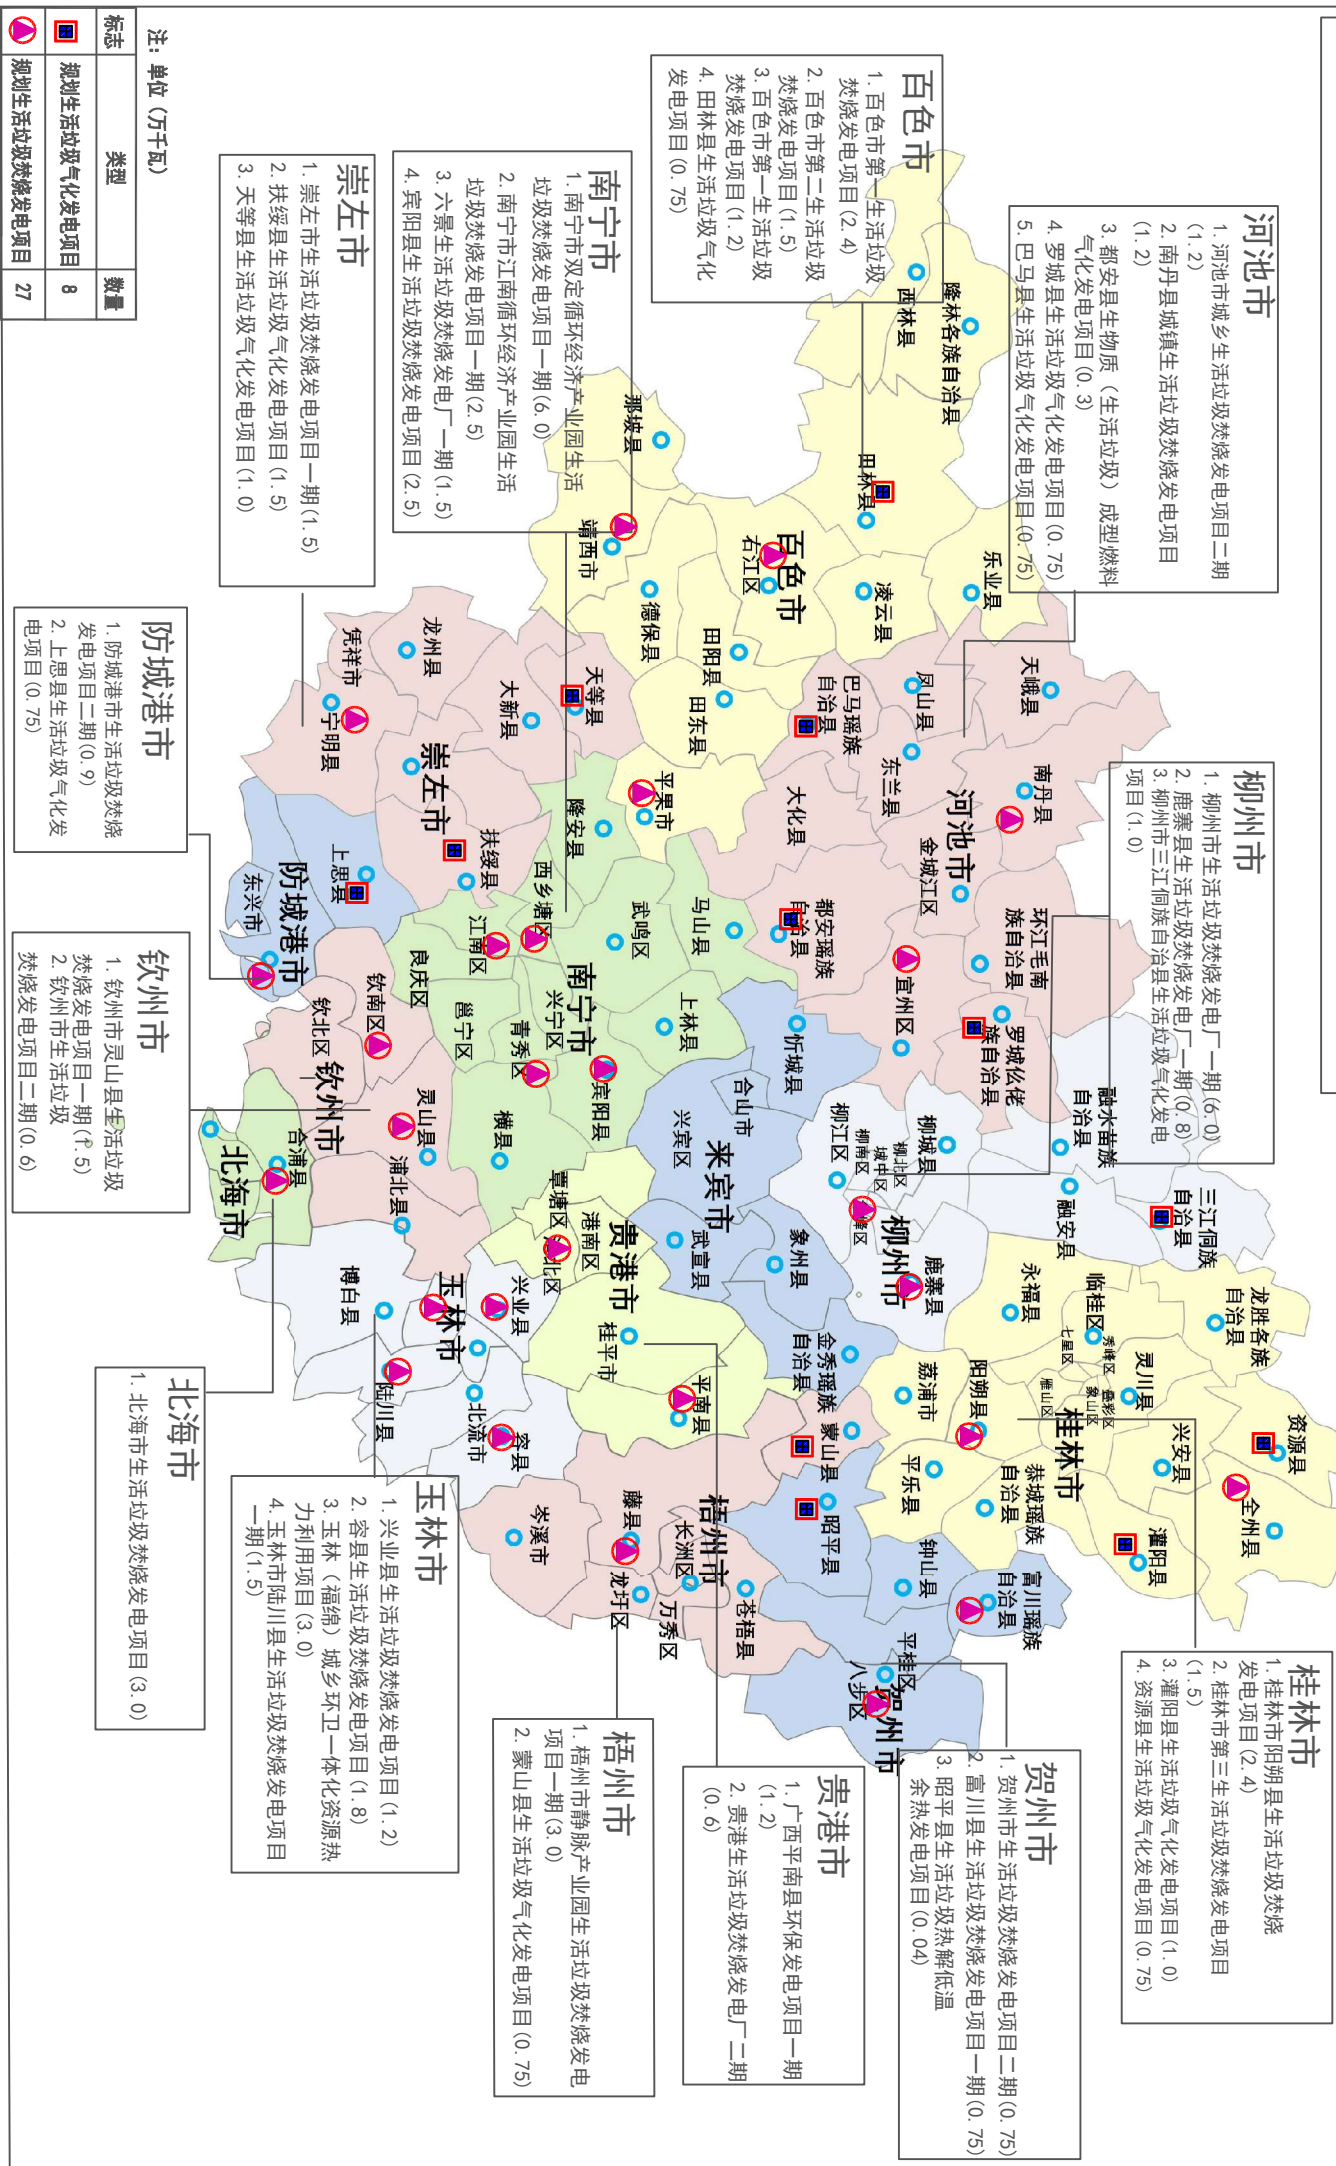 河池市
1. 河池市城乡生活垃圾焚烧发电项目二期
(1.2)
2. 南丹县城镇生活垃圾焚烧发电项目
(1.2)
3. 都安县生物质（生活垃圾）成型燃料
气化发电项目(0.3)
4. 罗城县生活垃圾气化发电项目(0.75)
5. 巴马县生活垃圾气化发电项目(0.75)
柳州市
1. 柳州市生活垃圾焚烧发电厂一期(6.0)
2. 鹿寨县生活垃圾焚烧发电厂一期(0.8)
3. 柳州市三江侗族自治县生活垃圾气化发电
项目(1.0)
桂林市
1. 桂林市阳朔县生活垃圾焚烧
发电项目(2.4)
2. 桂林市第三生活垃圾焚烧发电项目
(1.5)
3. 灌阳县生活垃圾气化发电项目(1.0)
4. 资源县生活垃圾气化发电项目(0.75)
百色市
1. 百色市第一生活垃圾
焚烧发电项目(2.4)
2. 百色市第二生活垃圾
焚烧发电项目(1.5)
3. 百色市第一生活垃圾
焚烧发电项目(1.2)
4. 田林县生活垃圾气化
发电项目(0.75)
贺州市
1. 贺州市生活垃圾焚烧发电项目二期(0.75)
2. 富川县生活垃圾焚烧发电项目一期(0.75)
3. 昭平县生活垃圾热解低温
余热发电项目(0.04)
南宁市
1. 南宁市双定循环经济产业园生活
垃圾焚烧发电项目一期(6.0)
2. 南宁市江南循环经济产业园生活
垃圾焚烧发电项目一期(2.5)
3. 六景生活垃圾焚烧发电厂一期(1.5)
4. 宾阳县生活垃圾焚烧发电项目(2.5)
贵港市
1. 广西平南县环保发电项目一期
(1.2)
2. 贵港生活垃圾焚烧发电厂二期
(0.6)
崇左市
1. 崇左市生活垃圾焚烧发电项目一期(1.5)
2. 扶绥县生活垃圾气化发电项目(1.5)
3. 天等县生活垃圾气化发电项目(1.0)
梧州市
1. 梧州市静脉产业园生活垃圾焚烧发电
项目一期(3.0)
2. 蒙山县生活垃圾气化发电项目(0.75)
防城港市
1. 防城港市生活垃圾焚烧
发电项目二期(0.9)
2. 上思县生活垃圾气化发
电项目(0.75)
钦州市
1. 钦州市灵山县生活垃圾
焚烧发电项目一期(1.5)
2. 钦州市生活垃圾
焚烧发电项目二期(0.6)
玉林市
1. 兴业县生活垃圾焚烧发电项目(1.2)
2. 容县生活垃圾焚烧发电项目(1.8)
3. 玉林（福绵）城乡环卫一体化资源热
力利用项目(3.0)
4. 玉林市陆川县生活垃圾焚烧发电项目
一期(1.5)
北海市
1. 北海市生活垃圾焚烧发电项目(3.0)
隆林各族自治县
西林县
田林县
乐业县
凌云县
百色市
右江区
那坡县
靖西市
德保县
田阳县
田东县
平果市
天峨县
南丹县
凤山县
东兰县
巴马瑶族
自治县
河池市
金城江区
大化县
都安瑶族
自治县
环江毛南
族自治县
宜州区
罗城仫佬
族自治县
融水苗族
自治县
三江侗族
自治县
融安县
柳城县
柳北区
城中区
柳南区
柳江区
柳州市
鹿寨县
龙胜各族
自治县
资源县
全州县
兴安县
灵川县
临桂区
秀峰区
叠彩区
七星区
象山区
雁山区
桂林市
灌阳县
永福县
阳朔县
荔浦市
平乐县
恭城瑶族
自治县
富川瑶族
自治县
钟山县
昭平县
平桂区
贺州市
八步区
忻城县
合山市
兴宾区
来宾市
象州县
武宣县
金秀瑶族
自治县
蒙山县
梧州市
长洲区
苍梧县
万秀区
龙圩区
藤县
岑溪市
贵港市
港南区
覃塘区
桂平市
平南县
马山县
上林县
武鸣区
隆安县
西乡塘区
南宁市
兴宁区
宾阳县
江南区
青秀区
良庆区
邕宁区
横县
天等县
大新县
龙州县
凭祥市
宁明县
崇左市
扶绥县
上思县
防城港市
东兴市
钦南区
钦北区
钦州市
灵山县
浦北县
合浦县
北海市
玉林市
兴业县
博白县
陆川县
北流市
容县
注：单位（万千瓦）
标志 类型 数量
规划生活垃圾气化发电项目 8
规划生活垃圾焚烧发电项目 27